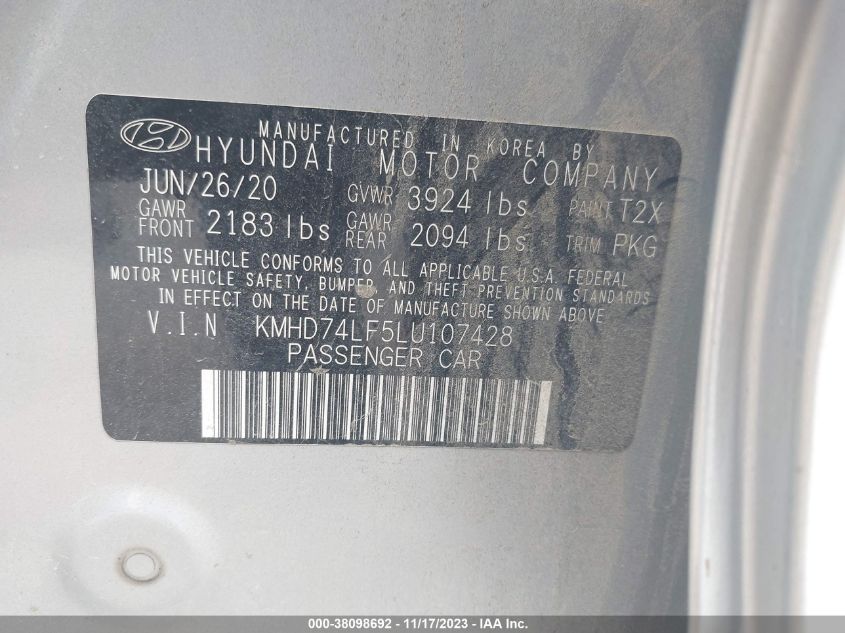 MANUFACTURED IN KOREA BY
HYUNDAI MOTOR COMPANY
JUN/26/20 GVWR 3924 lbs PAINT T2X
GAWR FRONT 2183 lbs GAWR REAR 2094 lbs TRIM PKG
THIS VEHICLE CONFORMS TO ALL APPLICABLE U.S.A. FEDERAL
MOTOR VEHICLE SAFETY, BUMPER, AND THEFT-PREVENTION STANDARDS
IN EFFECT ON THE DATE OF MANUFACTURE SHOWN ABOVE.
V.I.N KMHD74LF5LU107428
PASSENGER CAR
000-38098692 - 11/17/2023 - IAA Inc.